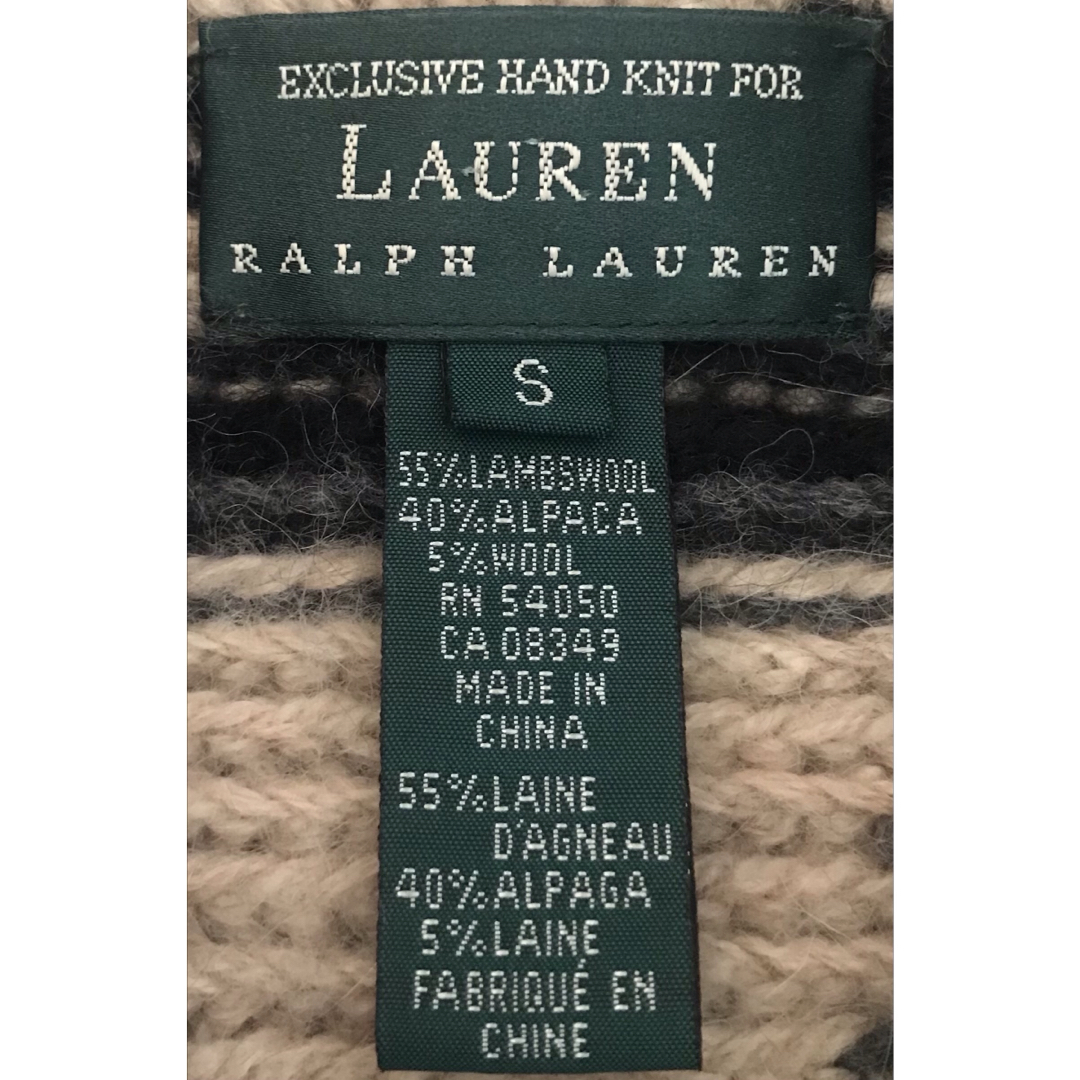 EXCLUSIVE HAND KNIT FOR
LAUREN
RALPH LAUREN
S
55%LAMBSWOOL
40%ALPACA
5%WOOL
RN 54050
CA 08349
MADE IN
CHINA
55%LAINE
D'AGNEAU
40%ALPAGA
5%LAINE
FABRIQUÉ EN
CHINE